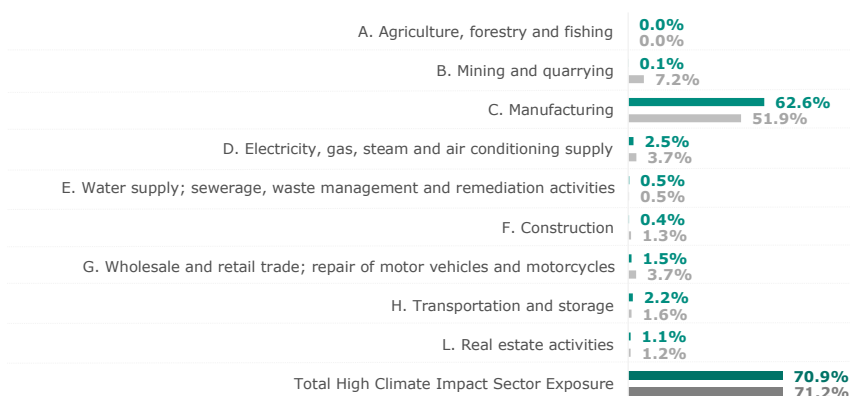 A. Agriculture, forestry and fishing
0.0%
0.0%
B. Mining and quarrying
0.1%
7.2%
C. Manufacturing
62.6%
51.9%
D. Electricity, gas, steam and air conditioning supply
2.5%
3.7%
E. Water supply; sewerage, waste management and remediation activities
0.5%
0.5%
F. Construction
0.4%
1.3%
G. Wholesale and retail trade; repair of motor vehicles and motorcycles
1.5%
3.7%
H. Transportation and storage
2.2%
1.6%
L. Real estate activities
1.1%
1.2%
Total High Climate Impact Sector Exposure
70.9%
71.2%